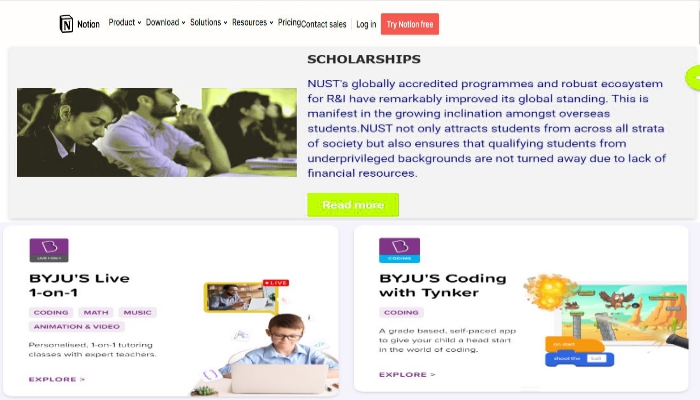 Notion Product Download Solutions Resources Pricing Contact sales Log in Try Notion free
SCHOLARSHIPS
NUST's globally accredited programmes and robust ecosystem
for R&I have remarkably improved its global standing. This is
manifest in the growing inclination amongst overseas
students.NUST not only attracts students from across all strata
of society but also ensures that qualifying students from
underprivileged backgrounds are not turned away due to lack of
financial resources.
Read more
BYJU'S Live
1-on-1
CODING MATH MUSIC
ANIMATION & VIDEO
Personalised, 1-on-1 tutoring
classes with expert teachers.
EXPLORE >
LIVE
CODING
BYJU'S Coding
with Tynker
CODING
A grade based, self-paced app
to give your child a head start
in the world of coding.
EXPLORE >
on start
shoot the